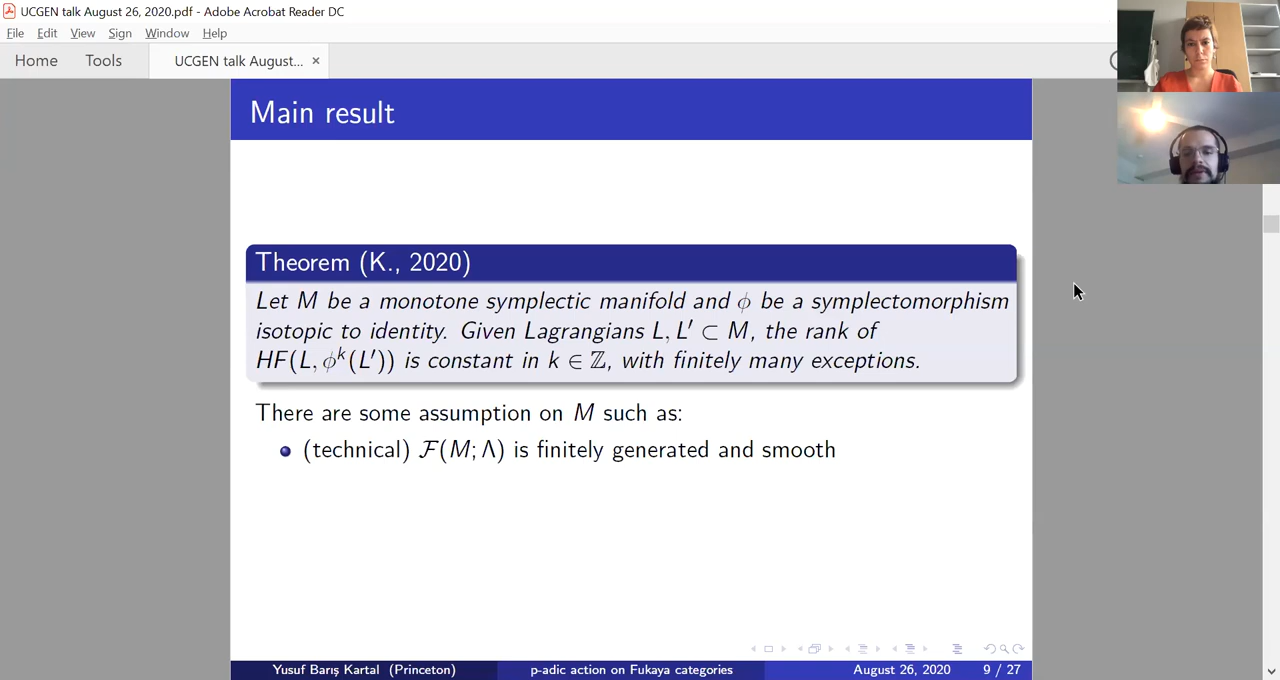 UCGEN talk August 26, 2020.pdf - Adobe Acrobat Reader DC
File Edit View Sign Window Help
Home Tools UCGEN talk August... ×
Main result
Theorem (K., 2020)
Let M be a monotone symplectic manifold and ϕ be a symplectomorphism
isotopic to identity. Given Lagrangians L, L′ ⊂ M, the rank of
HF(L, ϕᵏ(L′)) is constant in k ∈ ℤ, with finitely many exceptions.
There are some assumption on M such as:
(technical) 𝓕(M; Λ) is finitely generated and smooth
Yusuf Barış Kartal (Princeton) p-adic action on Fukaya categories August 26, 2020 9 / 27